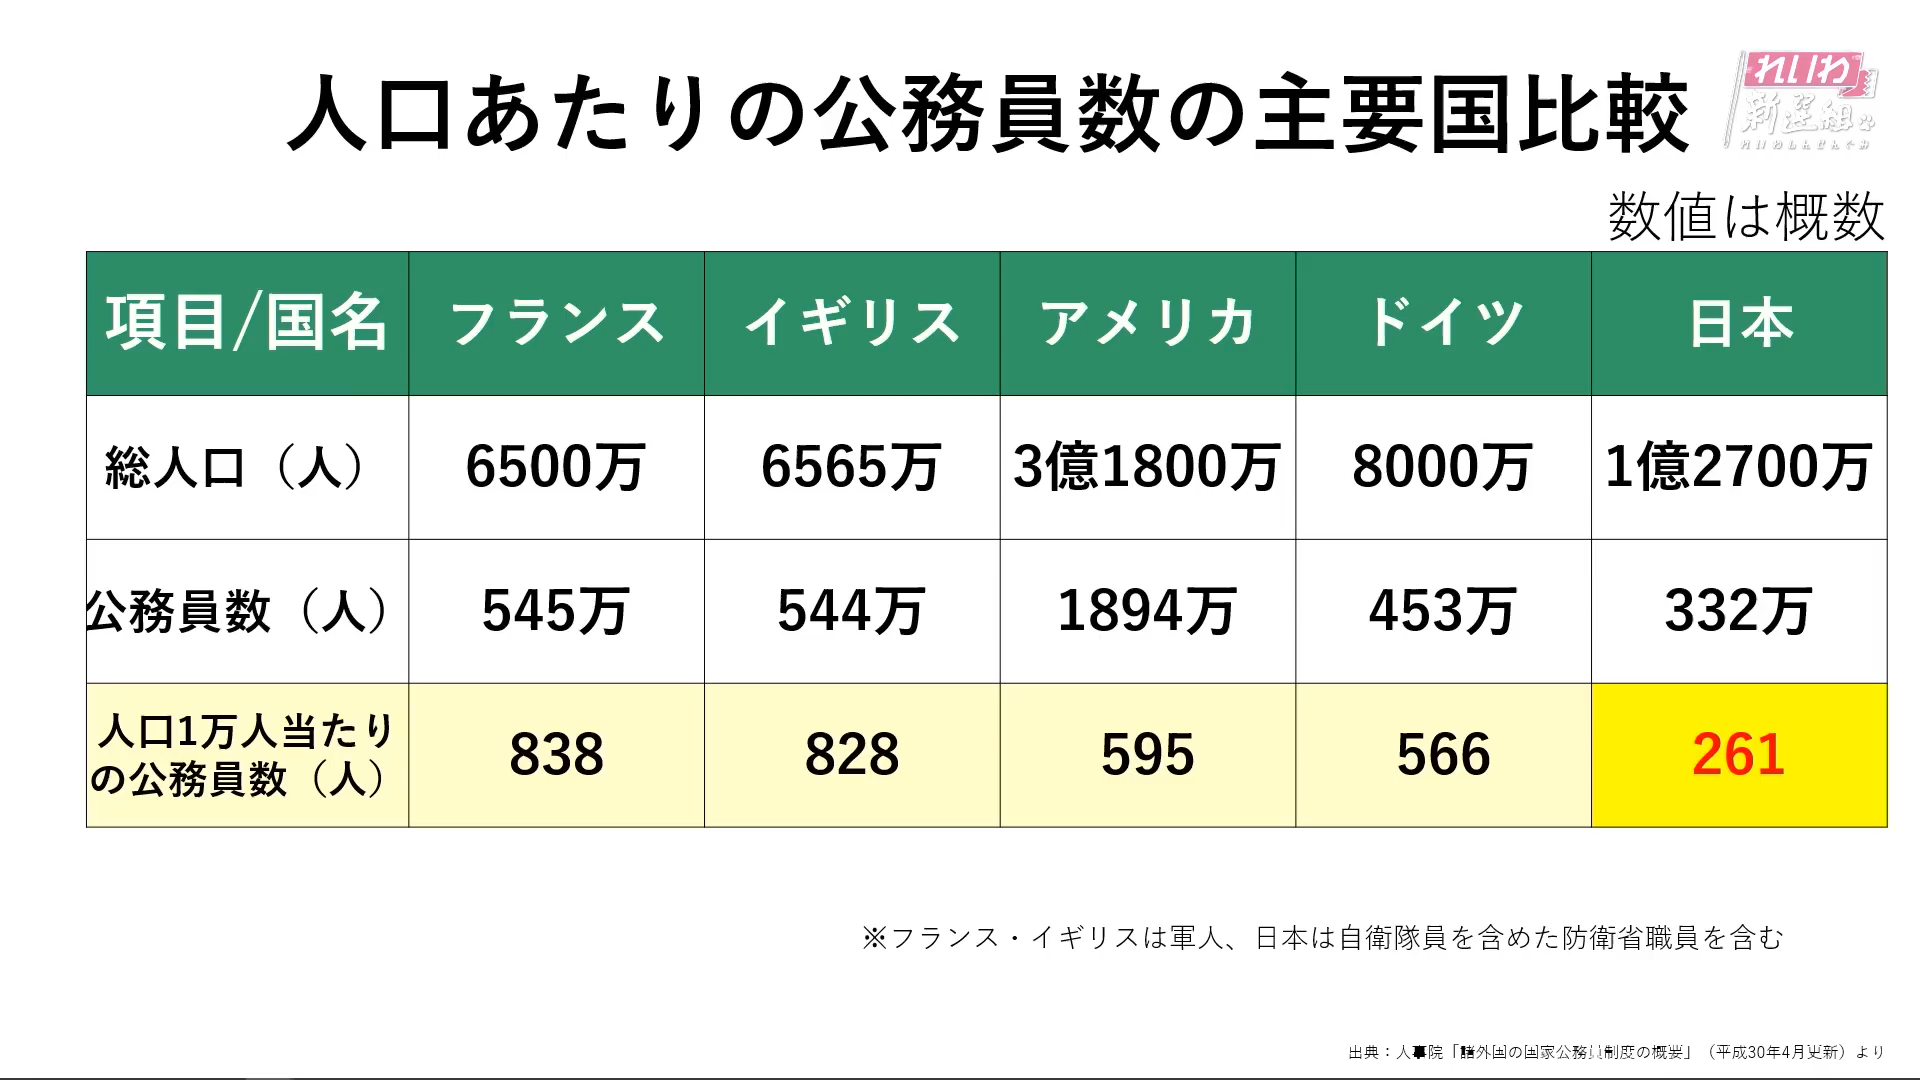 人口あたりの公務員数の主要国比較
れいわ
新選組
れいわしんせんぐみ
数値は概数
項目/国名 フランス イギリス アメリカ ドイツ 日本
総人口（人） 6500万 6565万 3億1800万 8000万 1億2700万
公務員数（人） 545万 544万 1894万 453万 332万
人口1万人当たり
の公務員数（人） 838 828 595 566 261
※フランス・イギリスは軍人、日本は自衛隊員を含めた防衛省職員を含む
出典：人事院「諸外国の国家公務員制度の概要」（平成30年4月更新）より